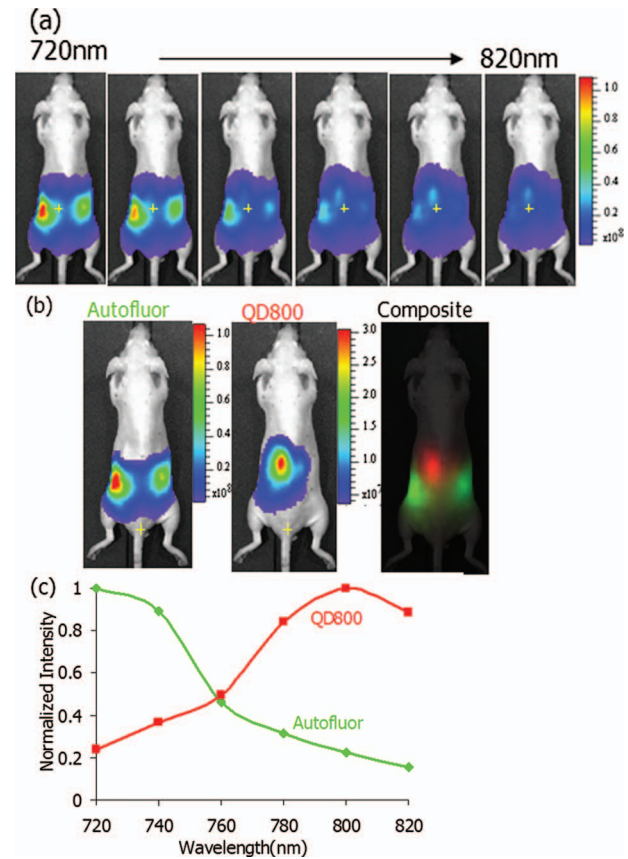 (a)
720nm
820nm
1.0
0.8
0.6
0.4
0.2
x10⁸
(b)
Autofluor
QD800
Composite
1.0
0.8
0.6
0.4
0.2
x10⁸
3.0
2.5
2.0
1.5
1.0
x10⁷
(c)
Normalized Intensity
1
0.8
0.6
0.4
0.2
0
QD800
Autofluor
720
740
760
780
800
820
Wavelength(nm)